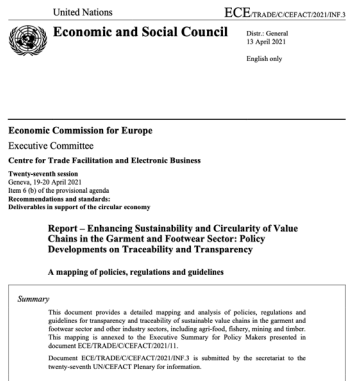 United Nations ECE/TRADE/C/CEFACT/2021/INF.3
Economic and Social Council Distr.: General
13 April 2021
English only
Economic Commission for Europe
Executive Committee
Centre for Trade Facilitation and Electronic Business
Twenty-seventh session
Geneva, 19-20 April 2021
Item 6 (b) of the provisional agenda
Recommendations and standards:
Deliverables in support of the circular economy
Report – Enhancing Sustainability and Circularity of Value
Chains in the Garment and Footwear Sector: Policy
Developments on Traceability and Transparency
A mapping of policies, regulations and guidelines
Summary
This document provides a detailed mapping and analysis of policies, regulations and
guidelines for transparency and traceability of sustainable value chains in the garment and
footwear sector and other industry sectors, including agri-food, fishery, mining and timber.
This mapping is annexed to the Executive Summary for Policy Makers presented in
document ECE/TRADE/C/CEFACT/2021/11.
Document ECE/TRADE/C/CEFACT/2021/INF.3 is submitted by the secretariat to the
twenty-seventh UN/CEFACT Plenary for information.